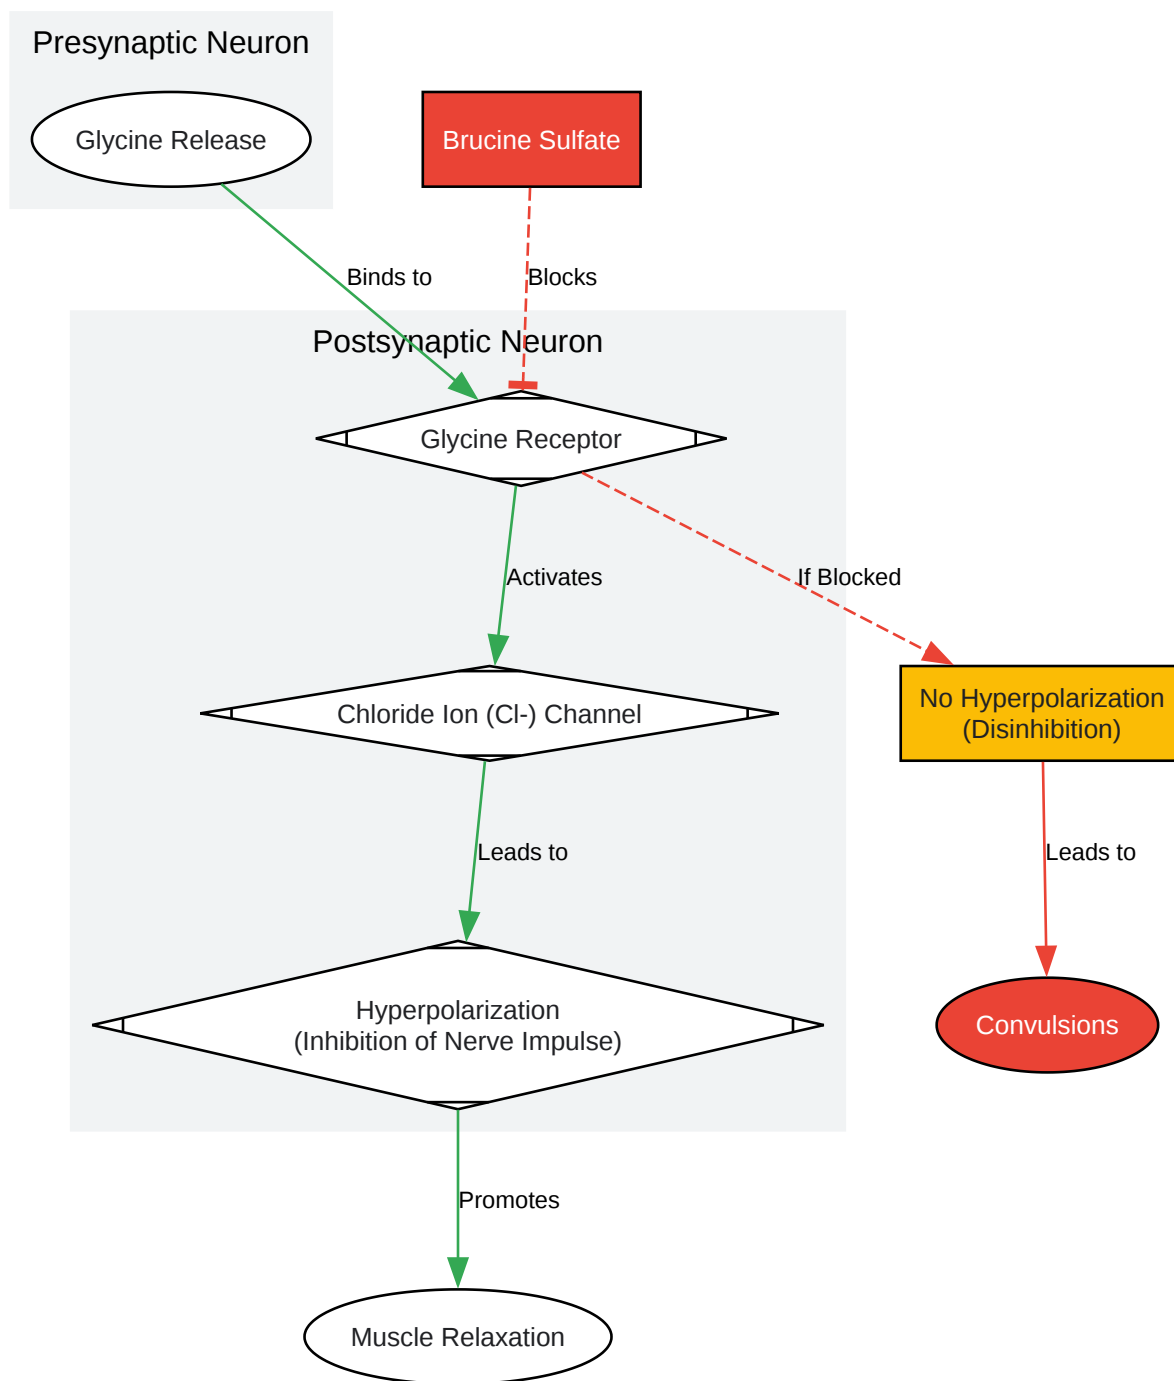 Presynaptic Neuron
Glycine Release
Brucine Sulfate
Binds to
Blocks
Postsynaptic Neuron
Glycine Receptor
Activates
If Blocked
Chloride Ion (Cl-) Channel
No Hyperpolarization
(Disinhibition)
Leads to
Leads to
Hyperpolarization
(Inhibition of Nerve Impulse)
Convulsions
Promotes
Muscle Relaxation